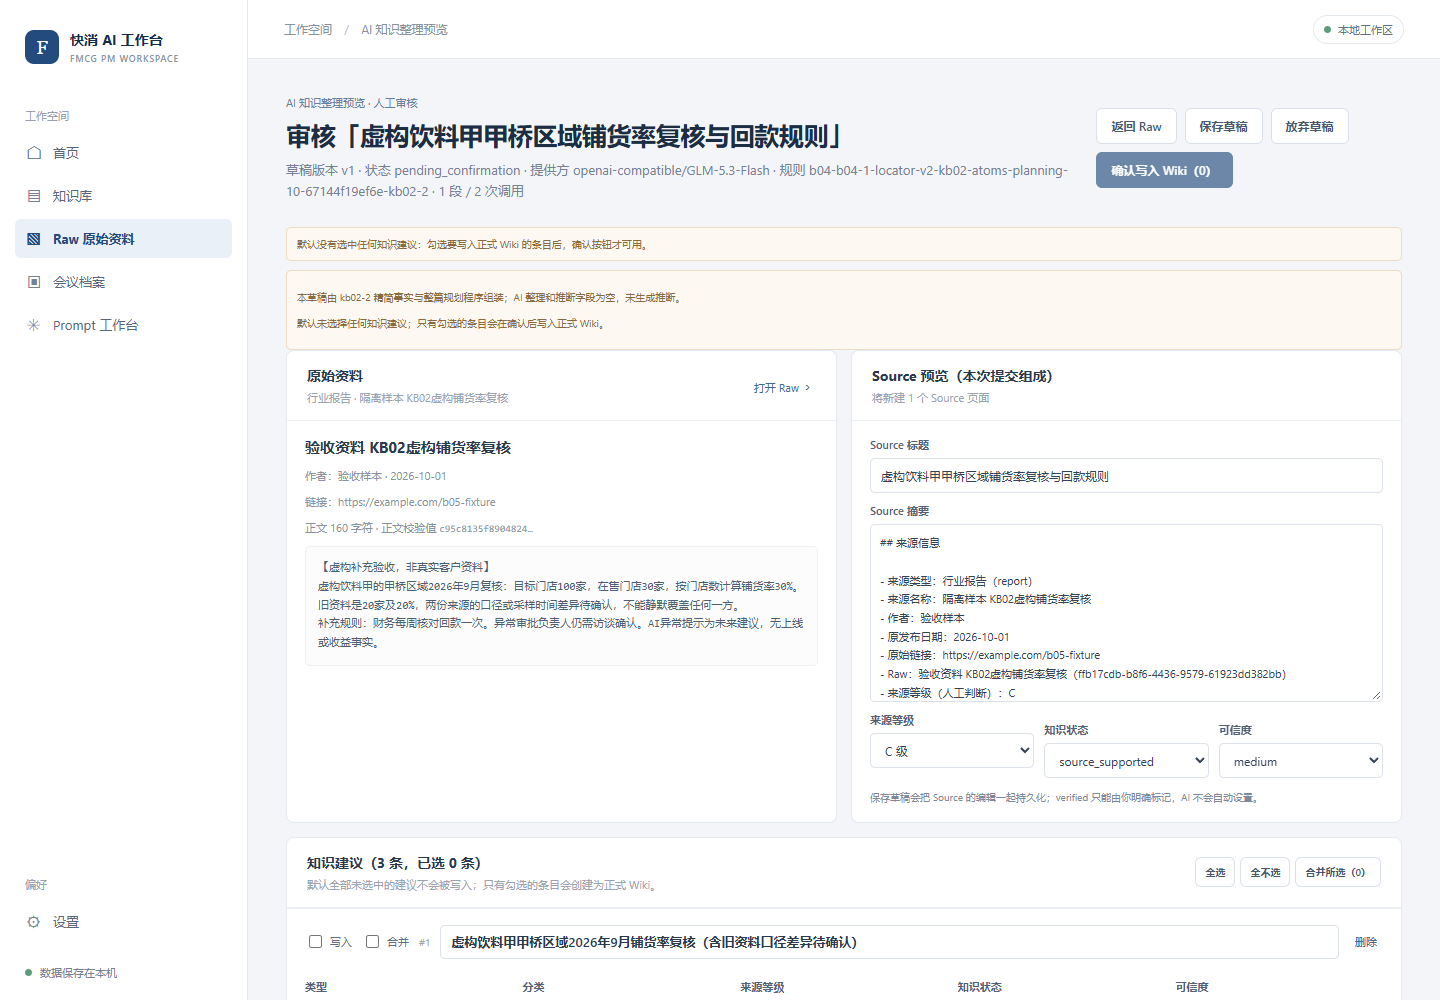 F
快消 AI 工作台
FMCG PM WORKSPACE
工作空间
首页
知识库
Raw 原始资料
会议档案
Prompt 工作台
偏好
设置
数据保存在本机
工作空间 / AI 知识整理预览
本地工作区
AI 知识整理预览 · 人工审核
审核「虚构饮料甲甲桥区域铺货率复核与回款规则」
草稿版本 v1 · 状态 pending_confirmation · 提供方 openai-compatible/GLM-5.3-Flash · 规则 b04-b04-1-locator-v2-kb02-atoms-planning-
10-67144f19ef6e-kb02-2 · 1 段 / 2 次调用
返回 Raw
保存草稿
放弃草稿
确认写入 Wiki（0）
默认没有选中任何知识建议：勾选要写入正式 Wiki 的条目后，确认按钮才可用。
本草稿由 kb02-2 精简事实与整篇规划程序组装；AI 整理和推断字段为空，未生成推断。
默认未选择任何知识建议；只有勾选的条目会在确认后写入正式 Wiki。
原始资料
行业报告 · 隔离样本 KB02虚构铺货率复核
打开 Raw ›
验收资料 KB02虚构铺货率复核
作者：验收样本 · 2026-10-01
链接：https://example.com/b05-fixture
正文 160 字符 · 正文校验值 c95c8135f8904824…
【虚构补充验收，非真实客户资料】
虚构饮料甲的甲桥区域2026年9月复核：目标门店100家，在售门店30家，按门店数计算铺货率30%。
旧资料是20家及20%，两份来源的口径或采样时间差异待确认，不能静默覆盖任何一方。
补充规则：财务每周核对回款一次。异常审批负责人仍需访谈确认。AI异常提示为未来建议，无上线
或收益事实。
Source 预览（本次提交组成）
将新建 1 个 Source 页面
Source 标题
虚构饮料甲甲桥区域铺货率复核与回款规则
Source 摘要
## 来源信息
- 来源类型：行业报告（report）
- 来源名称：隔离样本 KB02虚构铺货率复核
- 作者：验收样本
- 原发布日期：2026-10-01
- 原始链接：https://example.com/b05-fixture
- Raw：验收资料 KB02虚构铺货率复核（ffb17cdb-b8f6-4436-9579-61923dd382bb）
- 来源等级（人工判断）：C
来源等级
知识状态
可信度
C 级
source_supported
medium
保存草稿会把 Source 的编辑一起持久化；verified 只能由你明确标记，AI 不会自动设置。
知识建议（3 条，已选 0 条）
默认全部未选中的建议不会被写入；只有勾选的条目会创建为正式 Wiki。
全选
全不选
合并所选（0）
写入
合并
#1
虚构饮料甲甲桥区域2026年9月铺货率复核（含旧资料口径差异待确认）
删除
类型
分类
来源等级
知识状态
可信度